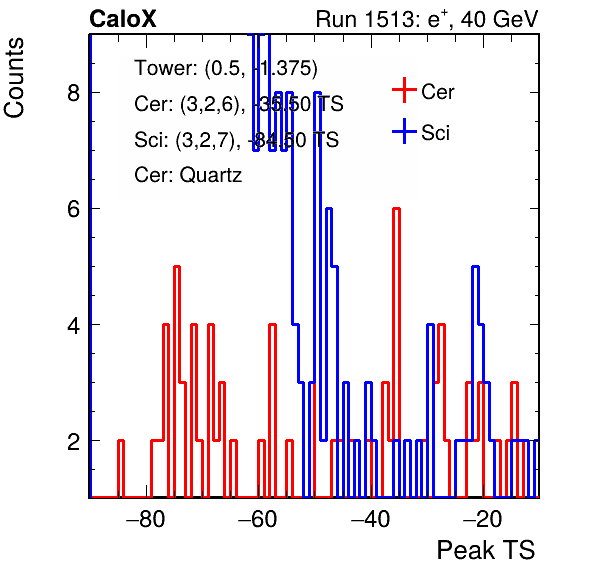 CaloX Run 1513: e⁺, 40 GeV
Counts
Tower: (0.5, -1.375)
Cer: (3,2,6), -35.50 TS
Sci: (3,2,7), -84.50 TS
Cer: Quartz
Cer
Sci
8
6
4
2
−80 −60 −40 −20
Peak TS